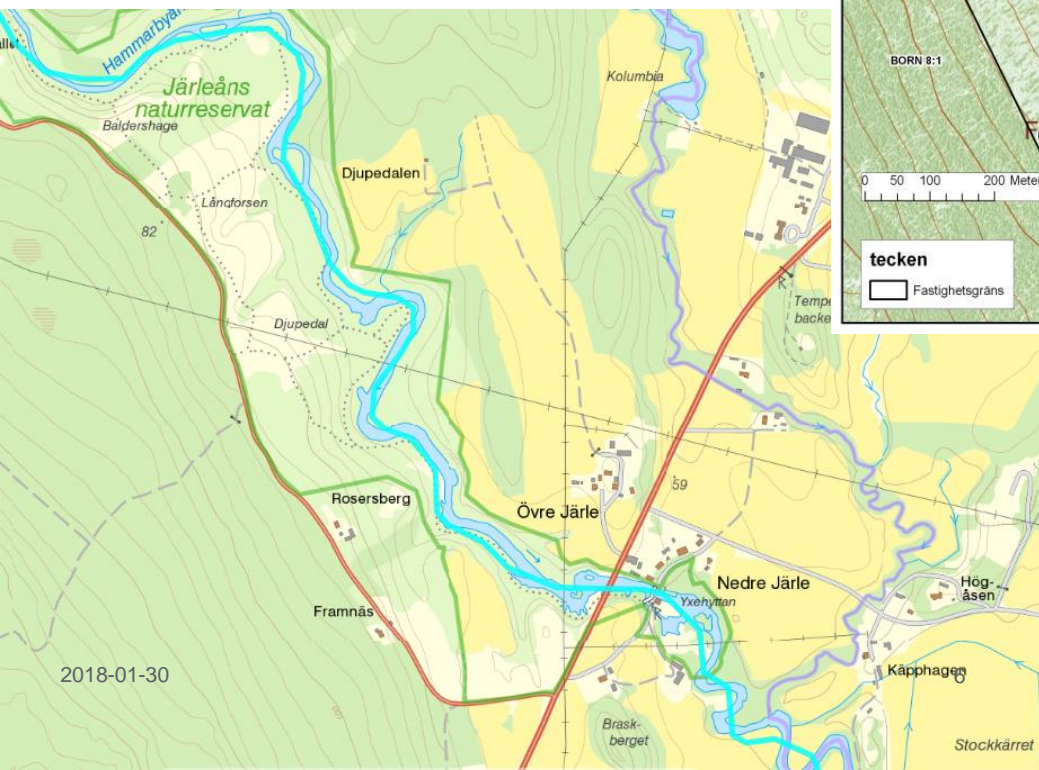 Hammarbyån
Järleåns
naturreservat
Baldershage
Långforsen
82
Djupedalen
Djupedal
Kolumbia
BORN 8:1
0 50 100 200 Meter
tecken
Fastighetsgräns
59
Rosersberg
Övre Järle
Nedre Järle
Yxehyttan
Hög-
åsen
Framnäs
2018-01-30
Käpphagen
6
Brask-
berget
Stockkärret